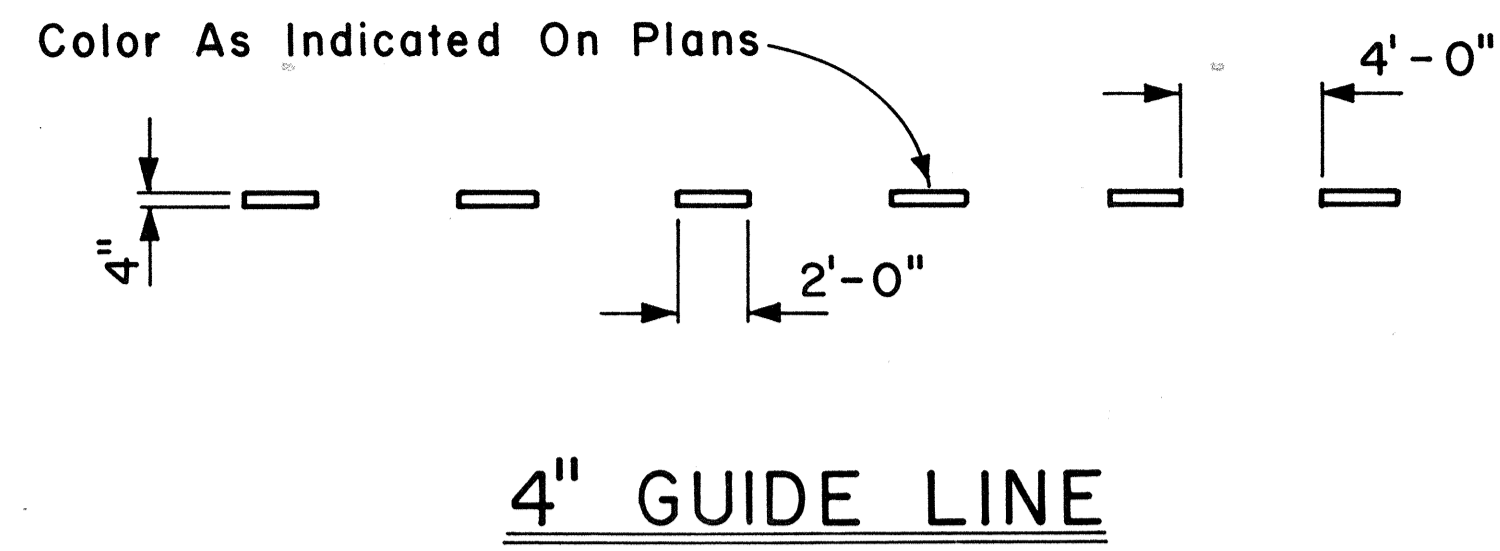 Color As Indicated On Plans
4'-0"
4"
2'-0"
4" GUIDE LINE